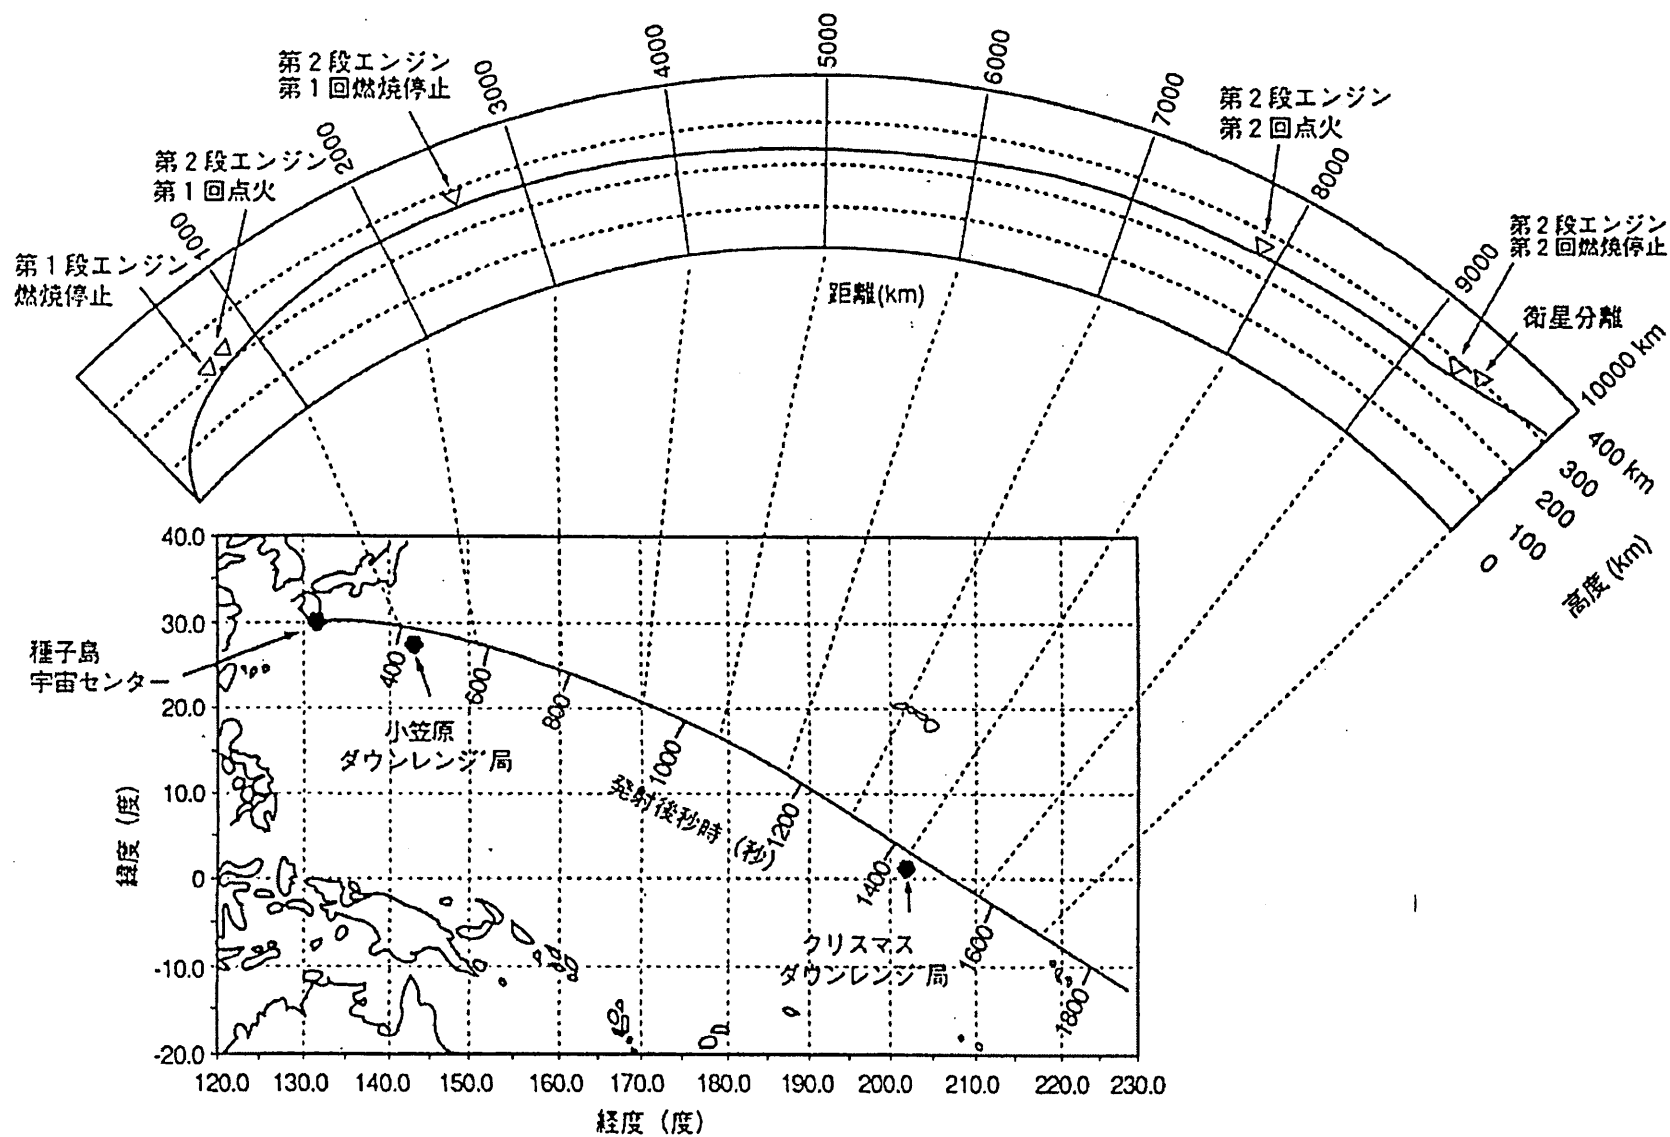 第2段エンジン
第1回燃焼停止
第2段エンジン
第1回点火
第1段エンジン
燃焼停止
1000
2000
3000
4000
5000
6000
7000
8000
9000
10000 km
第2段エンジン
第2回点火
第2段エンジン
第2回燃焼停止
衛星分離
距離(km)
400 km
300
200
100
0
高度(km)
40.0
30.0
20.0
10.0
0
-10.0
-20.0
緯度(度)
種子島
宇宙センター
小笠原
ダウンレンジ局
400
600
800
1000
1200
1400
1600
1800
発射後秒時(秒)
クリスマス
ダウンレンジ局
120.0 130.0 140.0 150.0 160.0 170.0 180.0 190.0 200.0 210.0 220.0 230.0
経度(度)